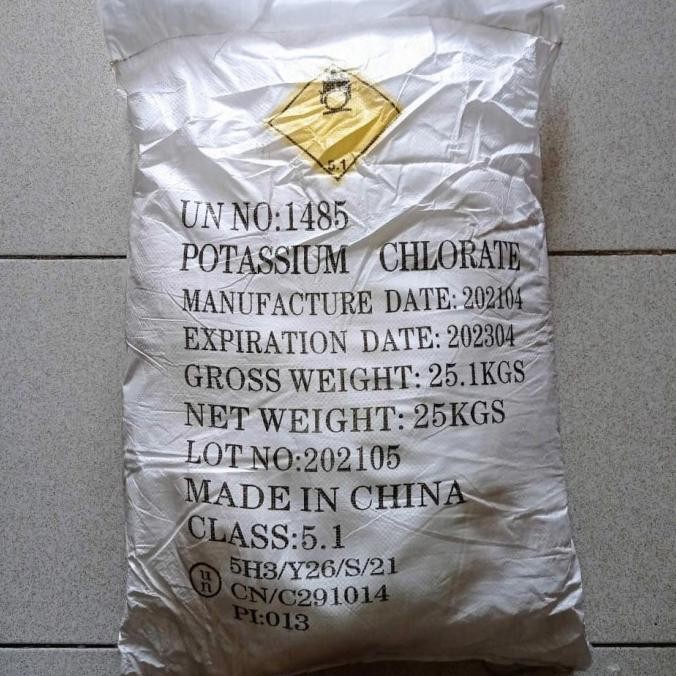 5.1
UN NO:1485
POTASSIUM CHLORATE
MANUFACTURE DATE: 202104
EXPIRATION DATE: 202304
GROSS WEIGHT: 25.1KGS
NET WEIGHT: 25KGS
LOT NO:202105
MADE IN CHINA
CLASS:5.1
un
5H3/Y26/S/21
CN/C291014
PI:013